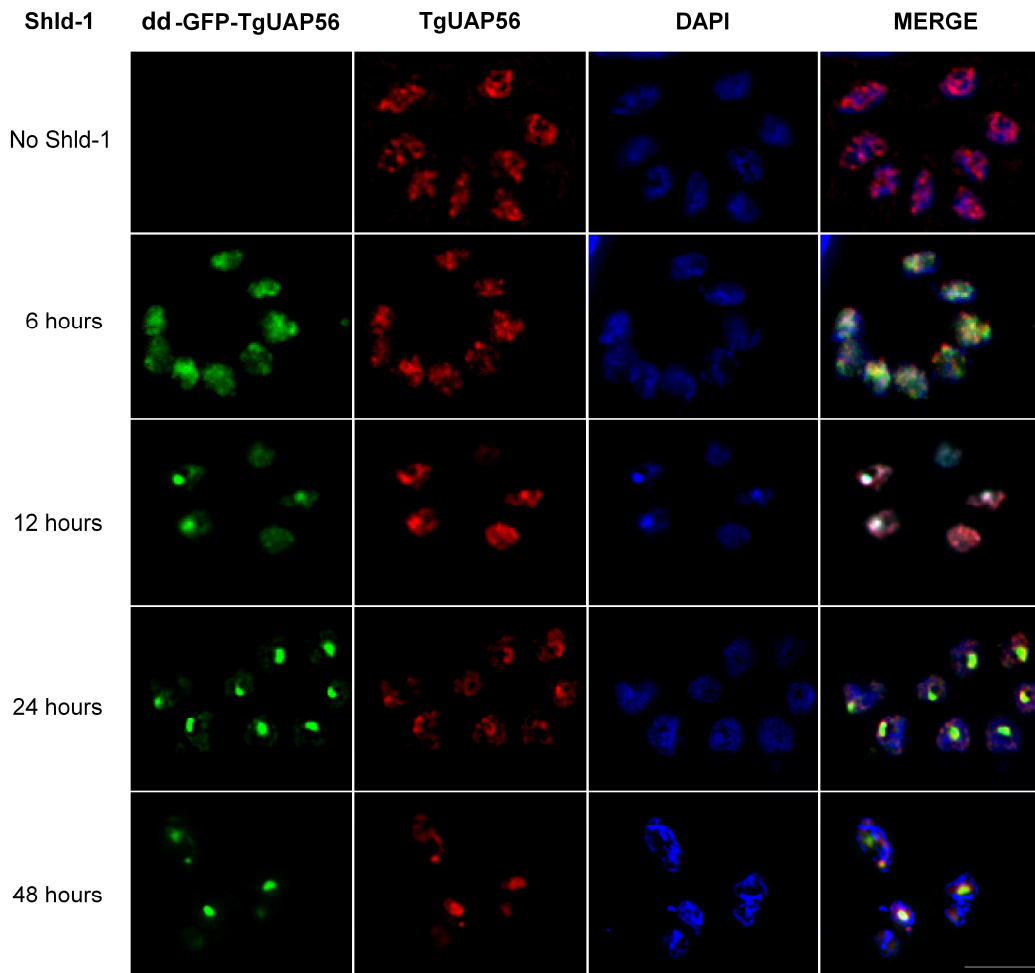 Shld-1 dd-GFP-TgUAP56 TgUAP56 DAPI MERGE
No Shld-1
6 hours
12 hours
24 hours
48 hours